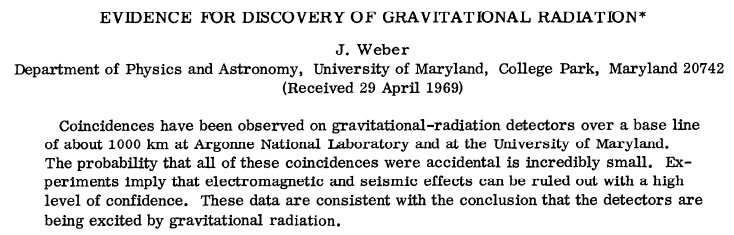 EVIDENCE FOR DISCOVERY OF GRAVITATIONAL RADIATION*
J. Weber
Department of Physics and Astronomy, University of Maryland, College Park, Maryland 20742
(Received 29 April 1969)
Coincidences have been observed on gravitational-radiation detectors over a base line
of about 1000 km at Argonne National Laboratory and at the University of Maryland.
The probability that all of these coincidences were accidental is incredibly small. Ex-
periments imply that electromagnetic and seismic effects can be ruled out with a high
level of confidence. These data are consistent with the conclusion that the detectors are
being excited by gravitational radiation.